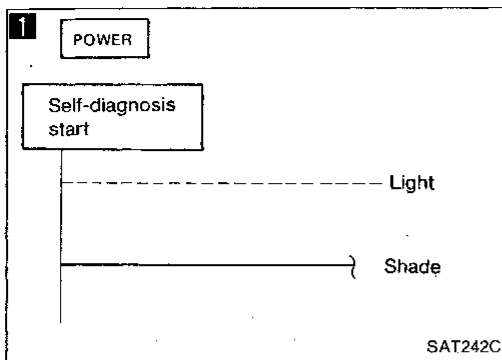 1
POWER
Self-diagnosis
start
Light
Shade
SAT242C